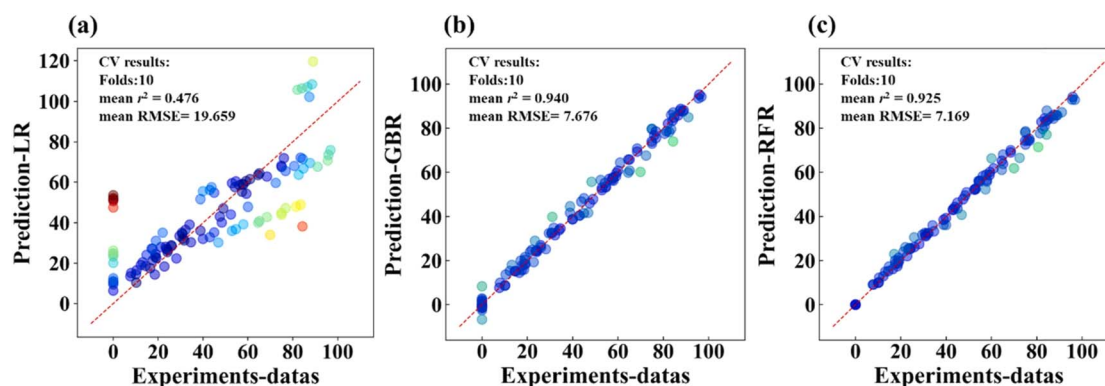 (a)
CV results:
Folds:10
mean r² = 0.476
mean RMSE= 19.659
Prediction-LR
120
100
80
60
40
20
0
0 20 40 60 80 100
Experiments-datas
(b)
CV results:
Folds:10
mean r² = 0.940
mean RMSE= 7.676
Prediction-GBR
100
80
60
40
20
0
0 20 40 60 80 100
Experiments-datas
(c)
CV results:
Folds:10
mean r² = 0.925
mean RMSE= 7.169
Prediction-RFR
100
80
60
40
20
0
0 20 40 60 80 100
Experiments-datas